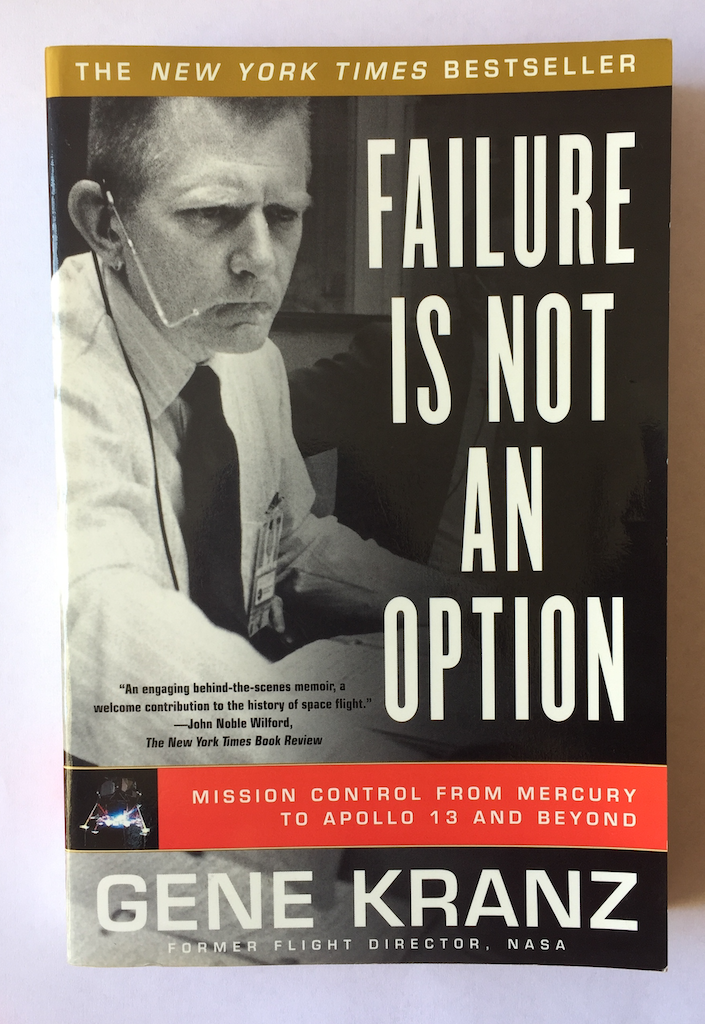 THE NEW YORK TIMES BESTSELLER
FAILURE
IS NOT
AN
OPTION
“An engaging behind-the-scenes memoir, a
welcome contribution to the history of space flight.”
—John Noble Wilford,
The New York Times Book Review
MISSION CONTROL FROM MERCURY
TO APOLLO 13 AND BEYOND
GENE KRANZ
FORMER FLIGHT DIRECTOR, NASA